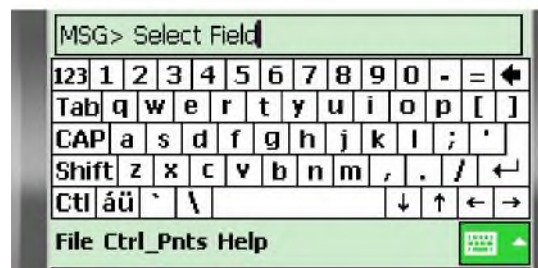 MSG> Select Field
123 1 2 3 4 5 6 7 8 9 0 - =
Tab q w e r t y u i o p [ ]
CAP a s d f g h j k l ; '
Shift z x c v b n m , . /
Ctl áü ` \ ↓ ↑ ← →
File Ctrl_Pnts Help